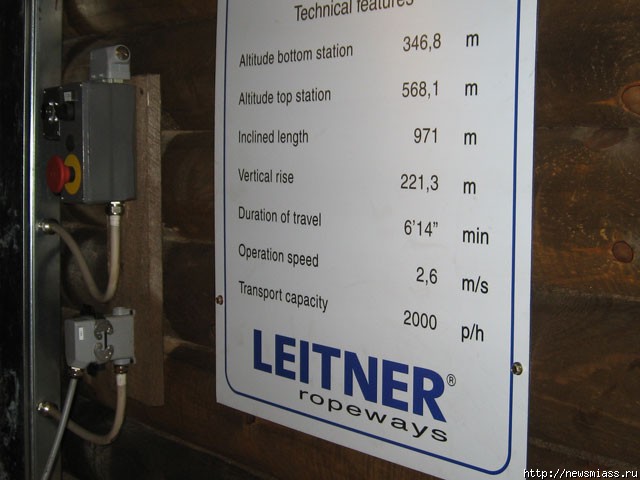 Technical features
Altitude bottom station 346,8 m
Altitude top station 568,1 m
Inclined length 971 m
Vertical rise 221,3 m
Duration of travel 6'14" min
Operation speed 2,6 m/s
Transport capacity 2000 p/h
LEITNER®
ropeways
http://newsmiass.ru